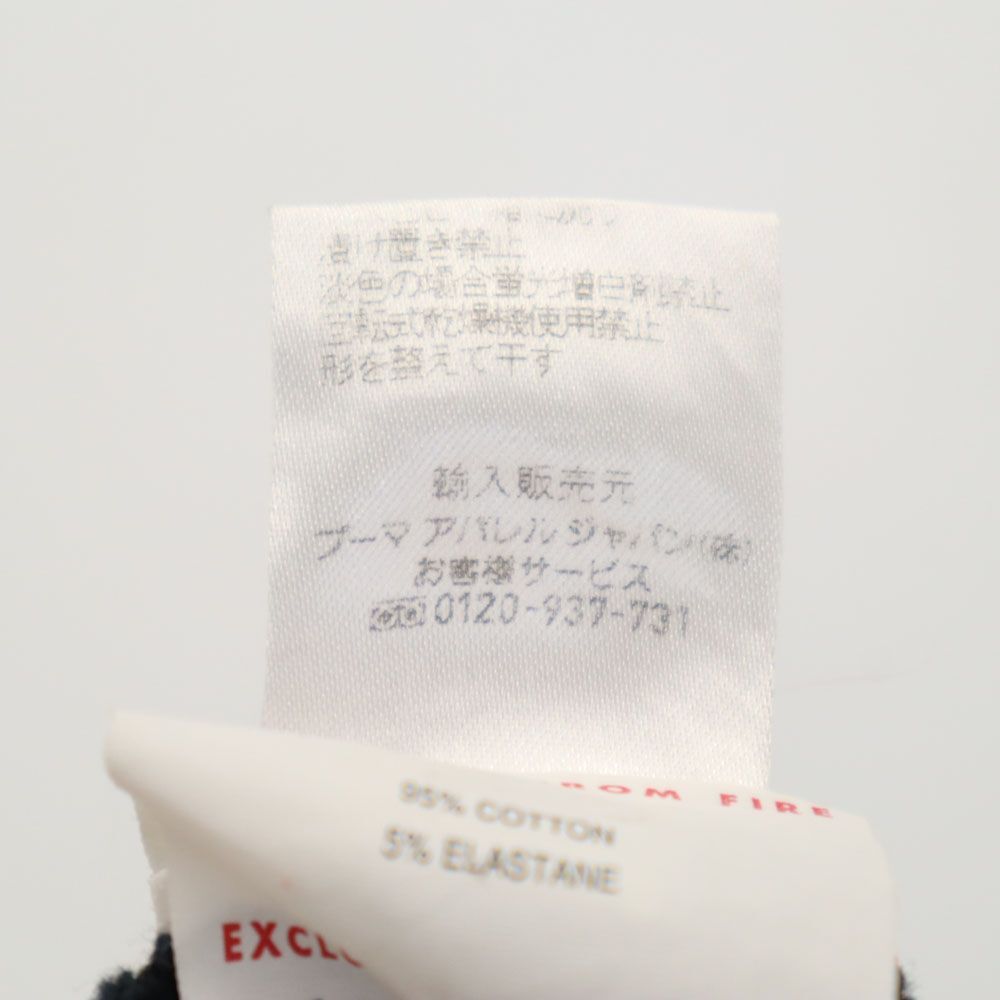 漬け置き禁止
淡色の場合蛍光増白剤禁止
回転式乾燥機使用禁止
形を整えて干す
輸入販売元
プーマ アパレル ジャパン(株)
お客様サービス
0120-937-731
FIRE
95% COTTON
5% ELASTANE